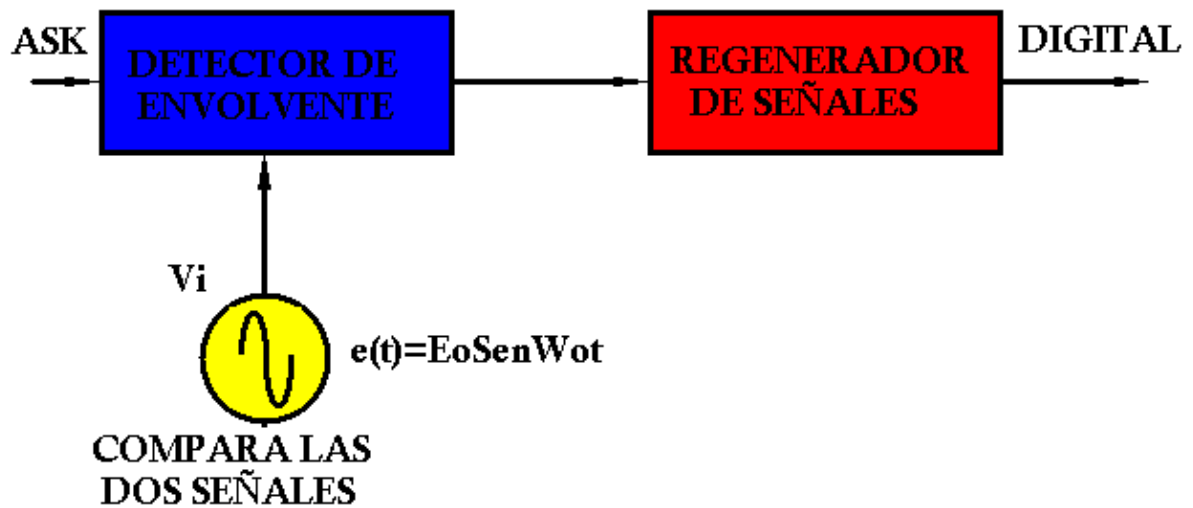 ASK
DETECTOR DE
ENVOLVENTE
REGENERADOR
DE SEÑALES
DIGITAL
Vi
e(t)=EoSenWot
COMPARA LAS
DOS SEÑALES